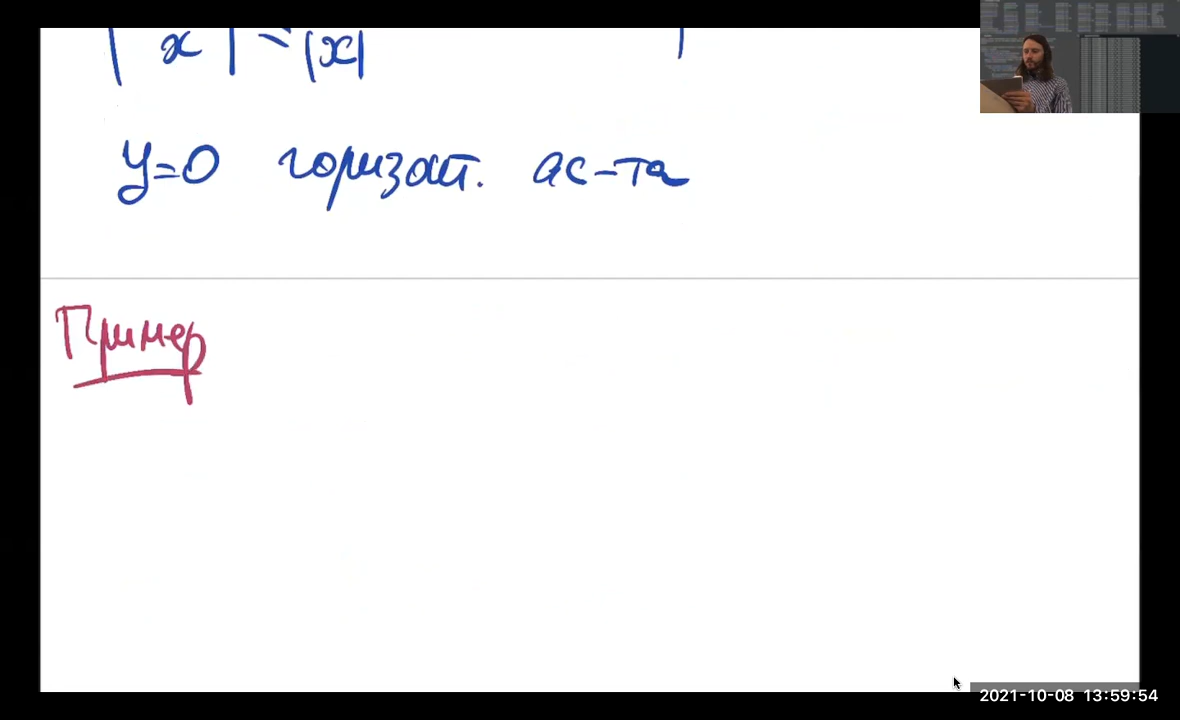 | x | ≤ |x|
y=0 горизонт. ас-та
Пример
2021-10-08 13:59:54